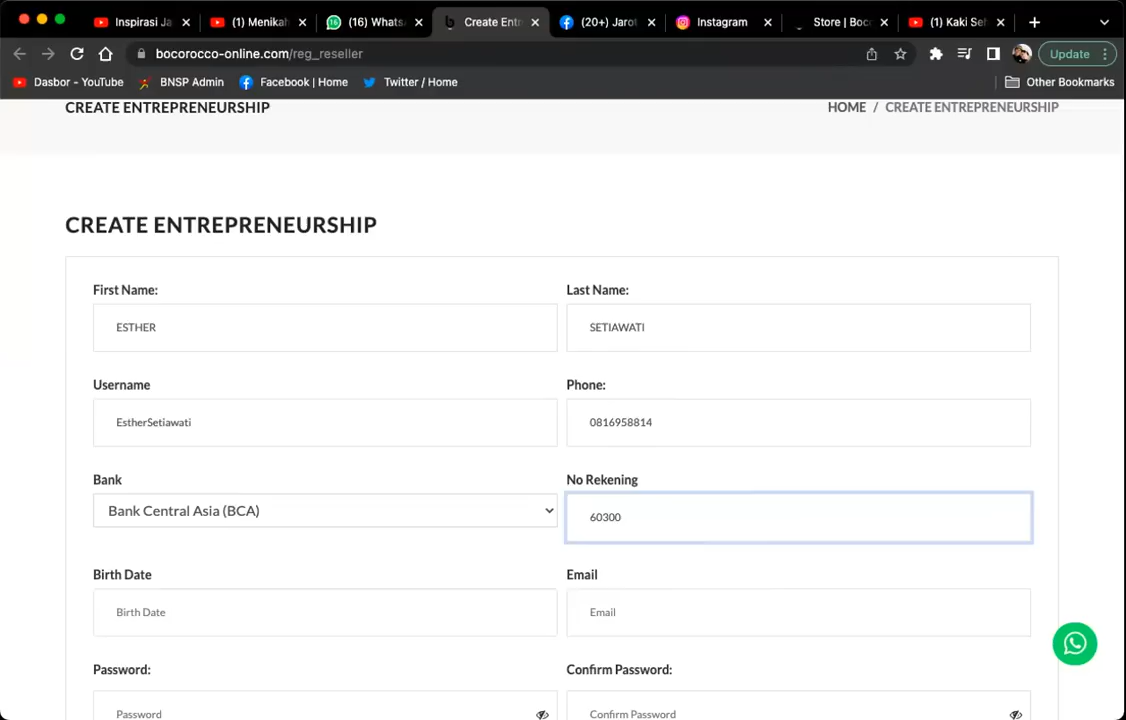 Inspirasi Ja
(1) Menikah
(16) Whats
Create Entr
(20+) Jarot
Instagram
Store | Boc
(1) Kaki Seh
bocorocco-online.com/reg_reseller
Update
Dasbor - YouTube
BNSP Admin
Facebook | Home
Twitter / Home
Other Bookmarks
CREATE ENTREPRENEURSHIP
HOME / CREATE ENTREPRENEURSHIP
CREATE ENTREPRENEURSHIP
First Name:
Last Name:
ESTHER
SETIAWATI
Username
Phone:
EstherSetiawati
0816958814
Bank
No Rekening
Bank Central Asia (BCA)
60300
Birth Date
Email
Birth Date
Email
Password:
Confirm Password:
Password
Confirm Password